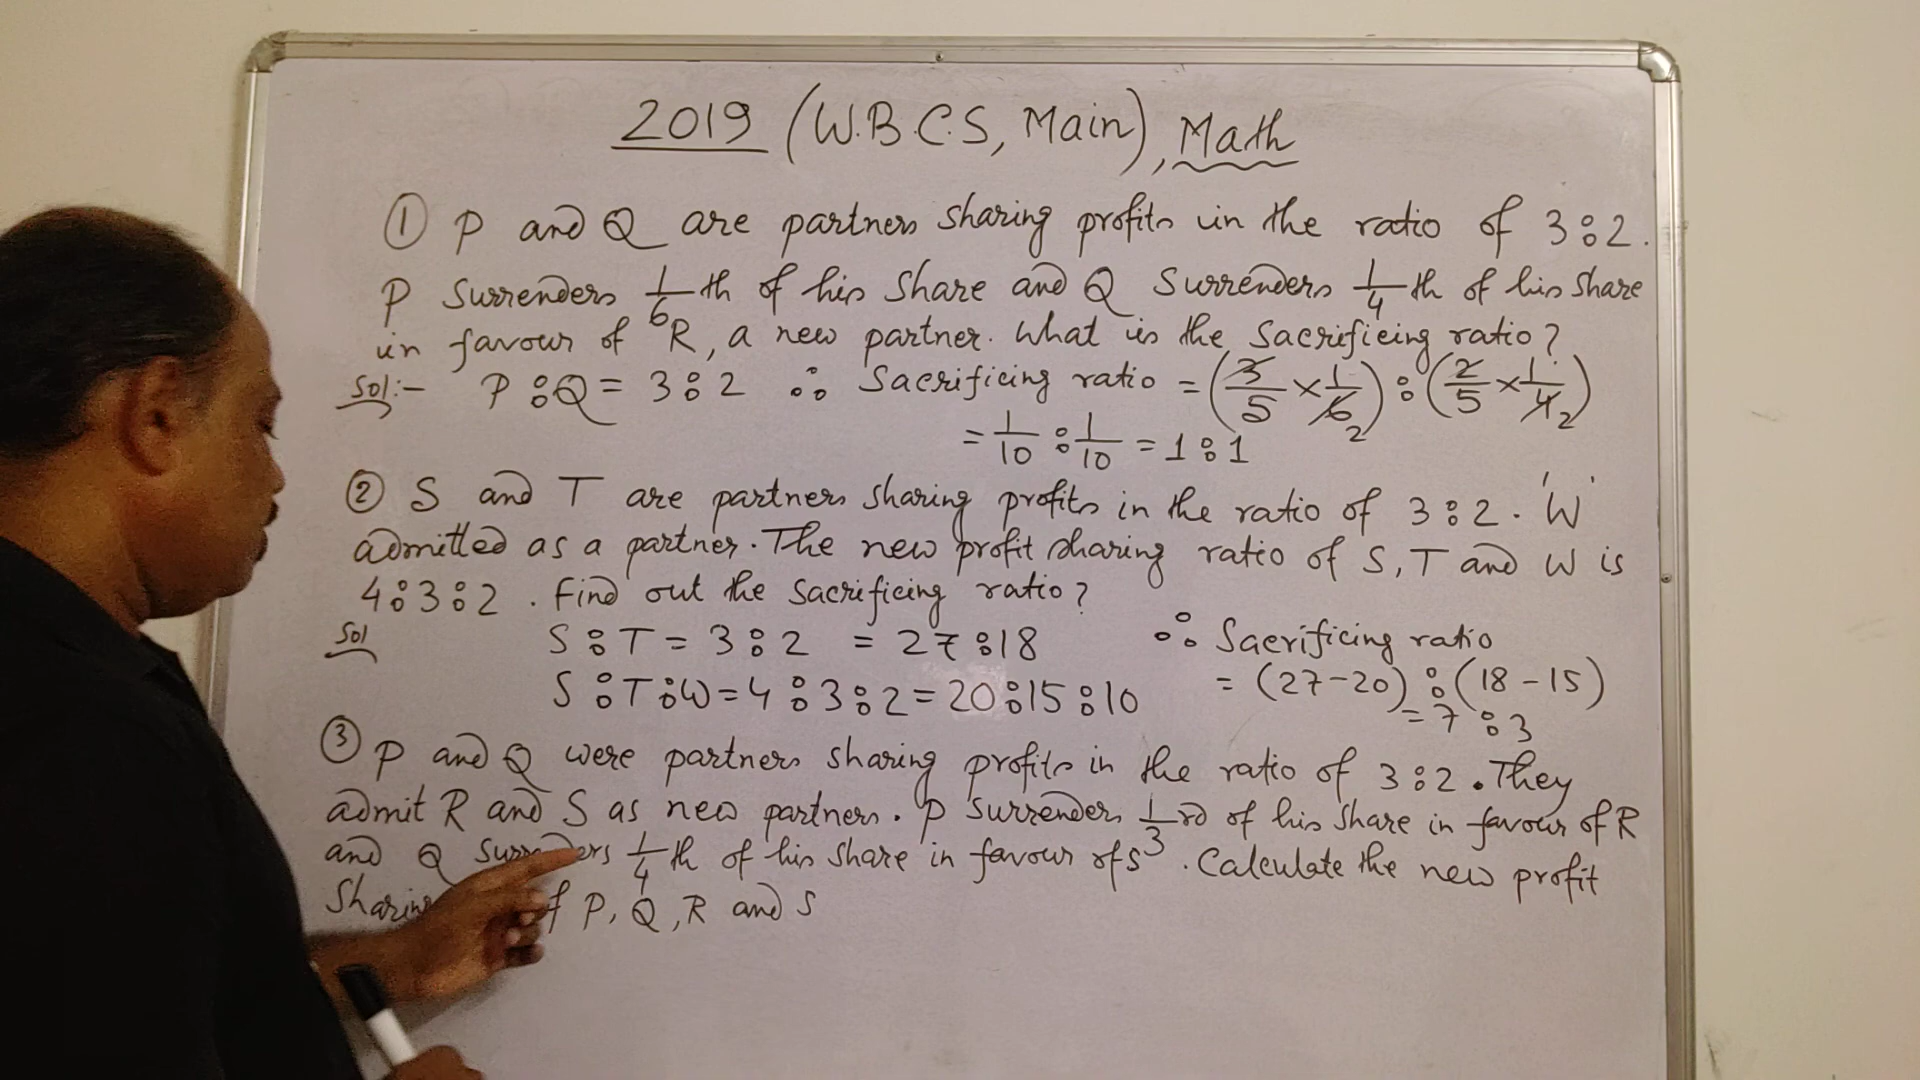 2019 (W.B.C.S, Main), Math
① P and Q are partners sharing profits in the ratio of 3:2.
P Surrenders 1/6 th of his Share and Q Surrenders 1/4 th of his Share
in favour of R, a new partner. What is the Sacrificing ratio?
Sol:- P:Q = 3:2 ∴ Sacrificing ratio = (3/5 × 1/6 2) : (2/5 × 1/4 2)
= 1/10 : 1/10 = 1:1
② S and T are partners sharing profits in the ratio of 3:2. 'W'
admitted as a partner. The new profit sharing ratio of S, T and W is
4:3:2. Find out the Sacrificing ratio?
Sol S:T = 3:2 = 27:18 ∴ Sacrificing ratio
S:T:W = 4:3:2 = 20:15:10 = (27-20) : (18-15)
= 7:3
③ P and Q were partners sharing profits in the ratio of 3:2. They
admit R and S as new partners. P surrenders 1/3 rd of his Share in favour of R
and Q surrenders 1/4 th of his share in favour of S. Calculate the new profit
P, Q, R and S